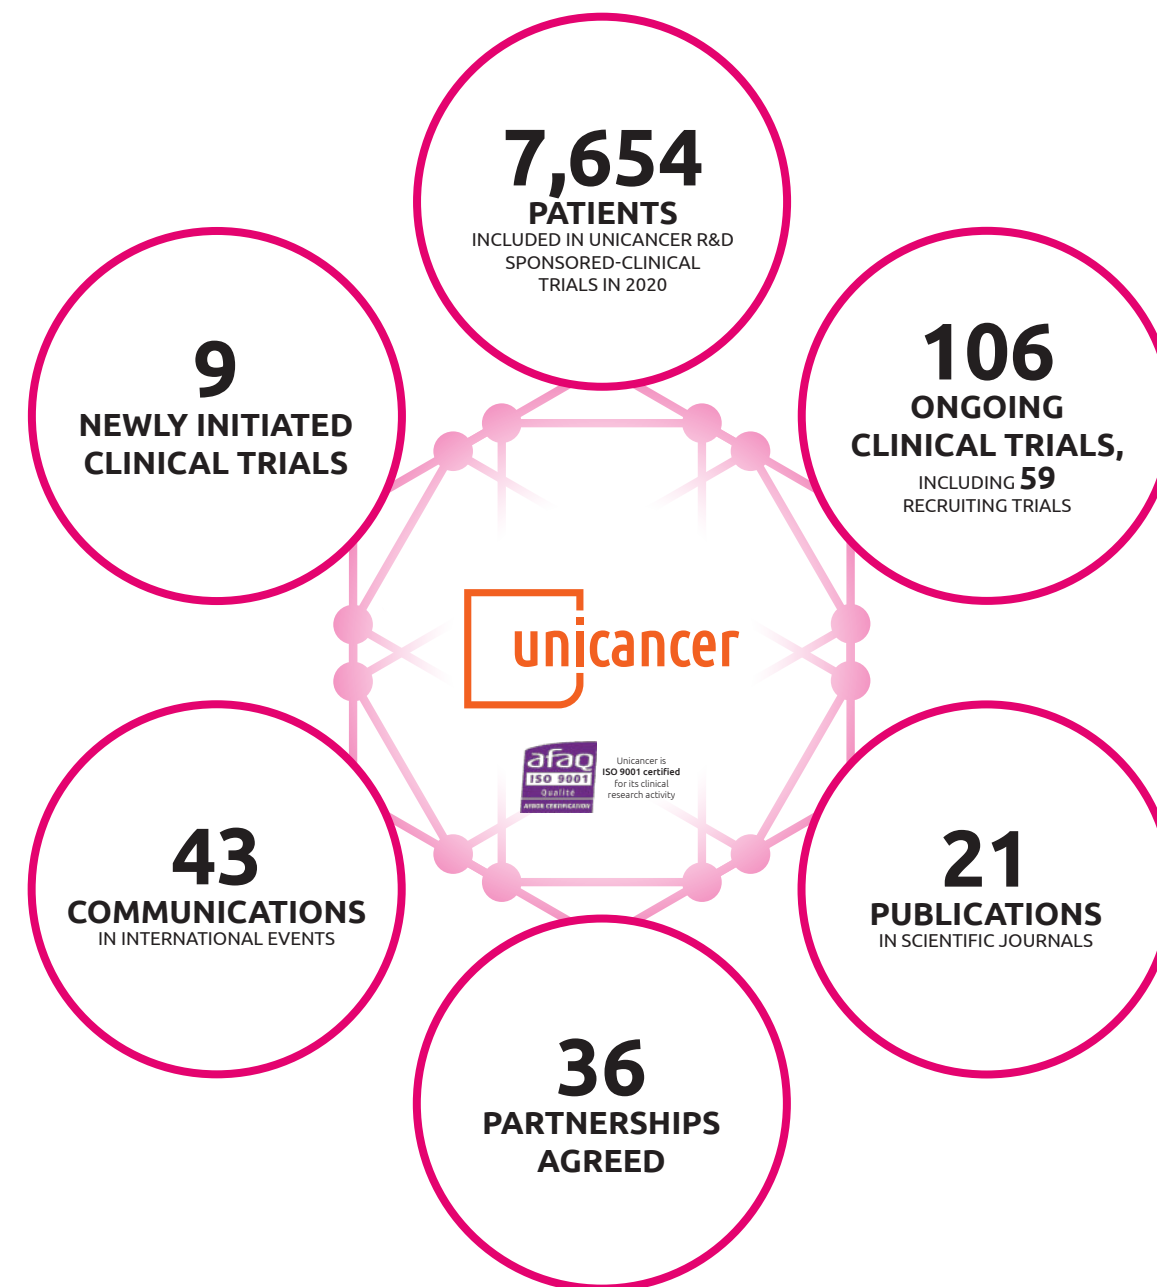 7,654
PATIENTS
INCLUDED IN UNICANCER R&D
SPONSORED-CLINICAL
TRIALS IN 2020
9
NEWLY INITIATED
CLINICAL TRIALS
106
ONGOING
CLINICAL TRIALS,
INCLUDING 59
RECRUITING TRIALS
unicancer
afaq
ISO 9001
Qualité
AFNOR CERTIFICATION
Unicancer is
ISO 9001 certified
for its clinical
research activity
43
COMMUNICATIONS
IN INTERNATIONAL EVENTS
21
PUBLICATIONS
IN SCIENTIFIC JOURNALS
36
PARTNERSHIPS
AGREED